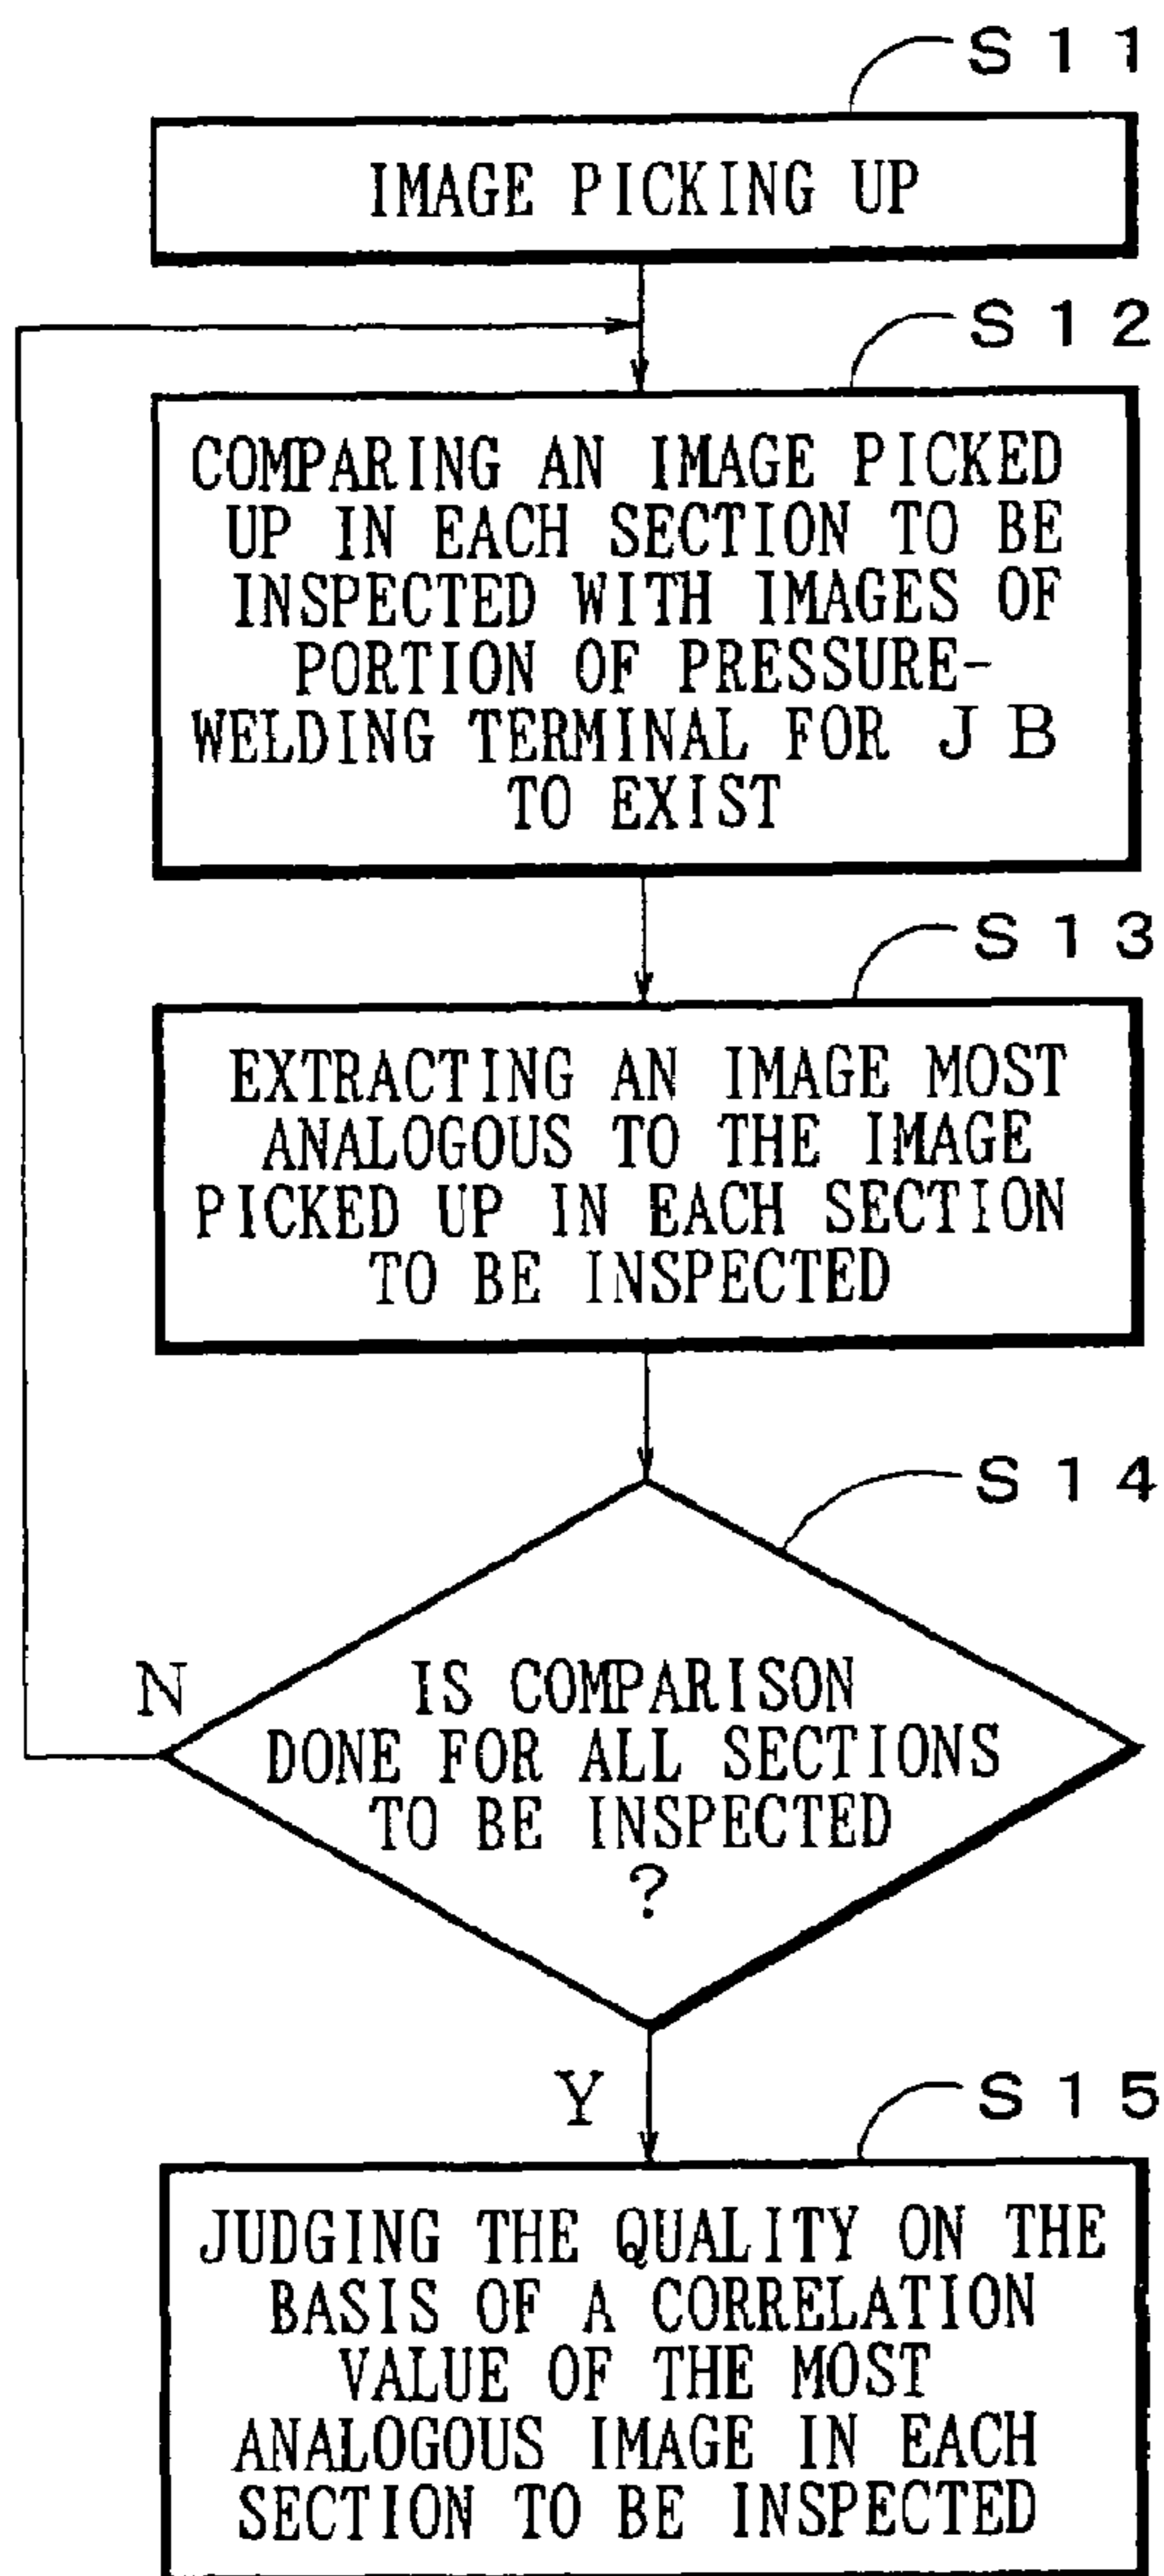 S11
IMAGE PICKING UP
S12
COMPARING AN IMAGE PICKED
UP IN EACH SECTION TO BE
INSPECTED WITH IMAGES OF
PORTION OF PRESSURE-
WELDING TERMINAL FOR JB
TO EXIST
S13
EXTRACTING AN IMAGE MOST
ANALOGOUS TO THE IMAGE
PICKED UP IN EACH SECTION
TO BE INSPECTED
S14
N
IS COMPARISON
DONE FOR ALL SECTIONS
TO BE INSPECTED
?
Y
S15
JUDGING THE QUALITY ON THE
BASIS OF A CORRELATION
VALUE OF THE MOST
ANALOGOUS IMAGE IN EACH
SECTION TO BE INSPECTED